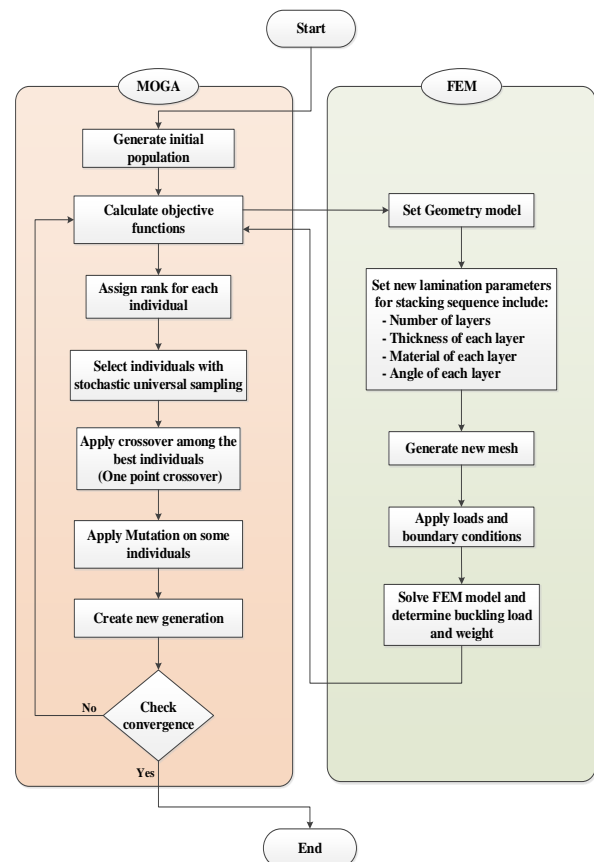 Start
MOGA
Generate initial
population
Calculate objective
functions
Assign rank for each
individual
Select individuals with
stochastic universal sampling
Apply crossover among the
best individuals
(One point crossover)
Apply Mutation on some
individuals
Create new generation
Check
convergence
No
Yes
FEM
Set Geometry model
Set new lamination parameters
for stacking sequence include:
- Number of layers
- Thickness of each layer
- Material of each layer
- Angle of each layer
Generate new mesh
Apply loads and
boundary conditions
Solve FEM model and
determine buckling load
and weight
End